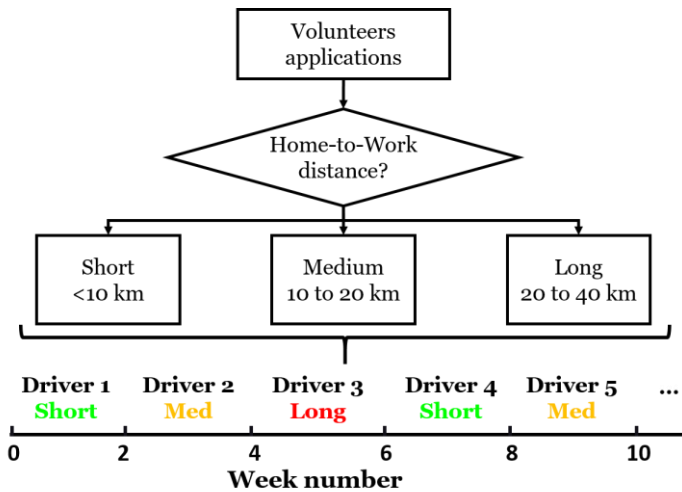 Volunteers
applications
Home-to-Work
distance?
Short
<10 km
Medium
10 to 20 km
Long
20 to 40 km
Driver 1 Driver 2 Driver 3 Driver 4 Driver 5 ...
Short Med Long Short Med
0 2 4 6 8 10
Week number